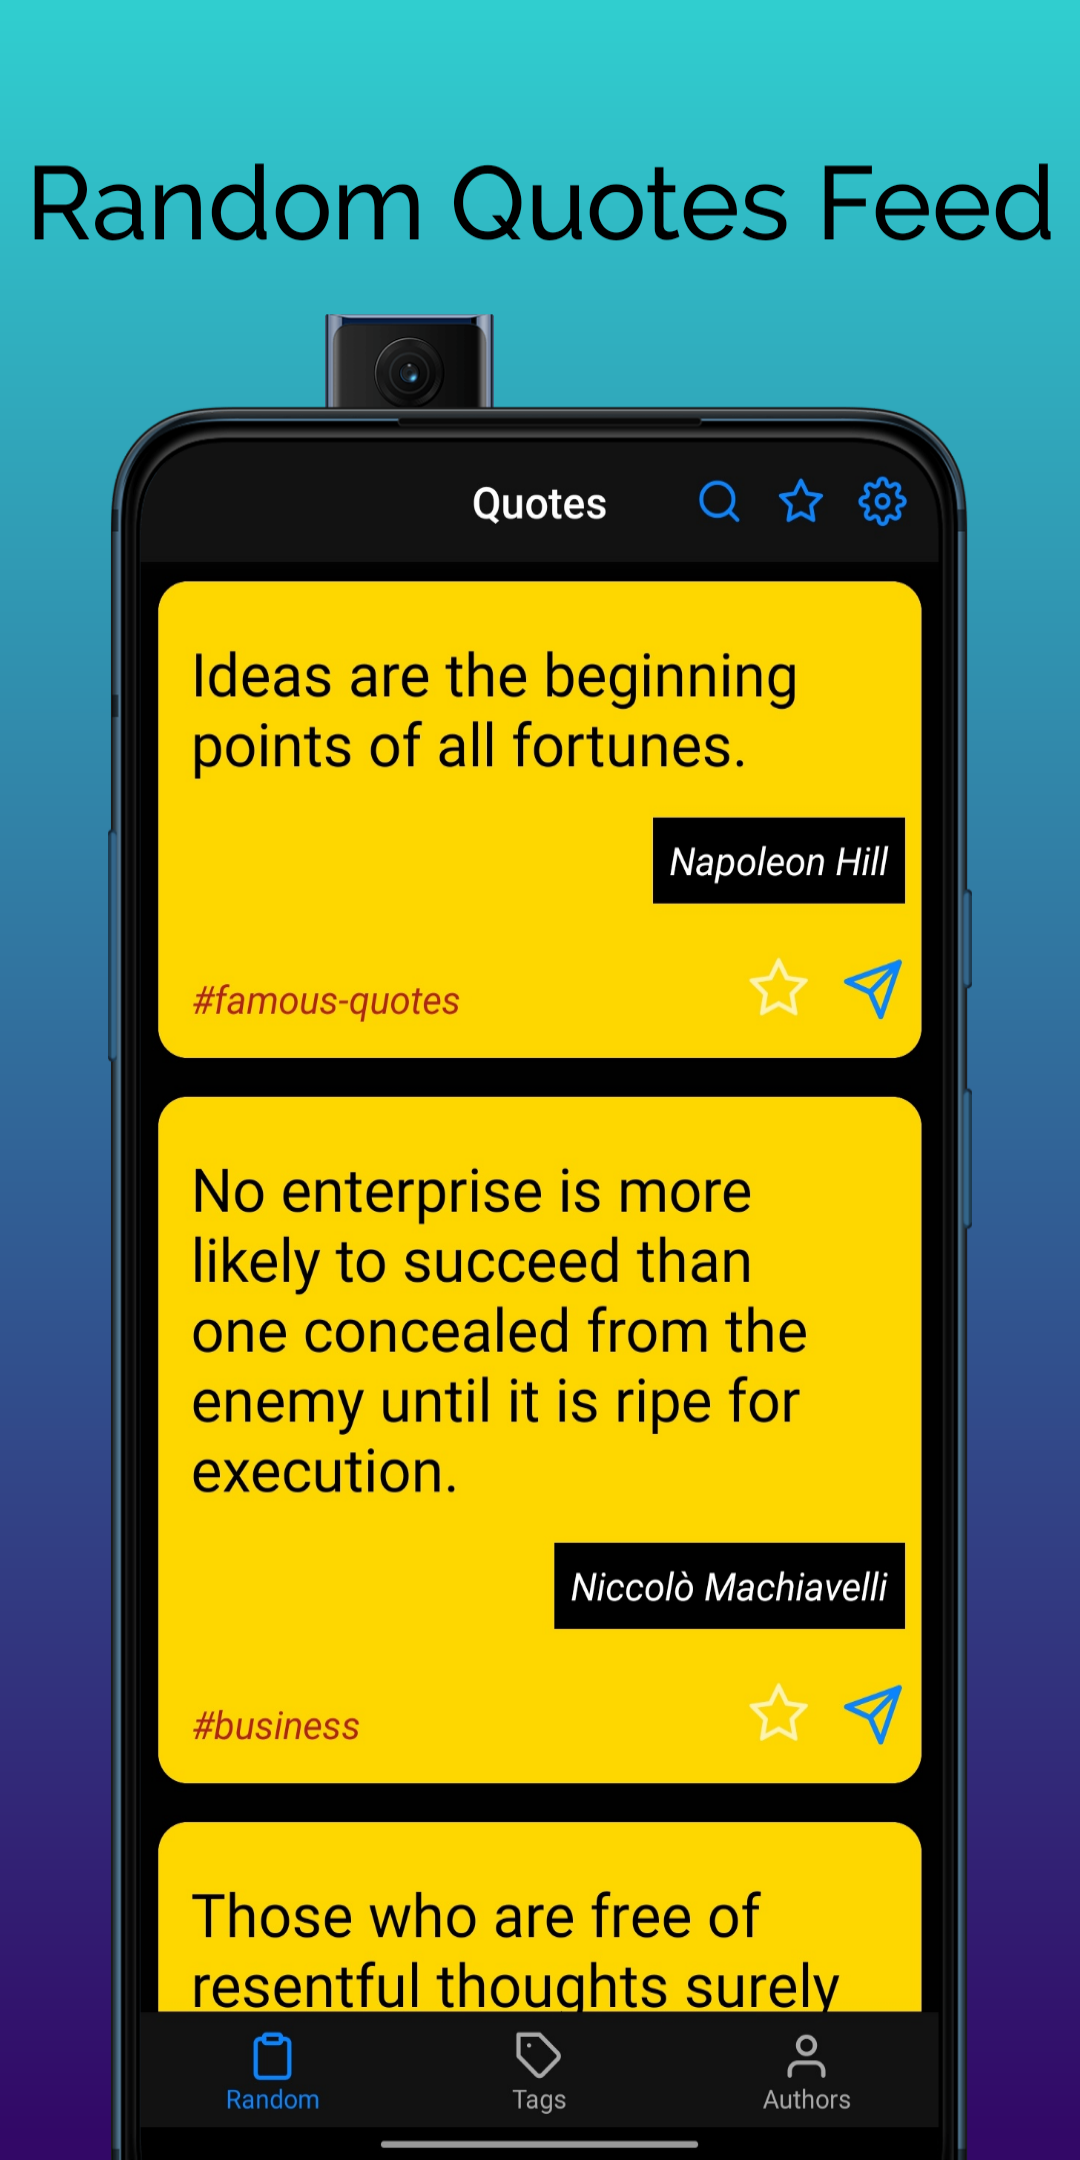 Random Quotes Feed
Quotes
Ideas are the beginning
points of all fortunes.
Napoleon Hill
#famous-quotes
No enterprise is more
likely to succeed than
one concealed from the
enemy until it is ripe for
execution.
Niccolò Machiavelli
#business
Those who are free of
resentful thoughts surely
Random
Tags
Authors